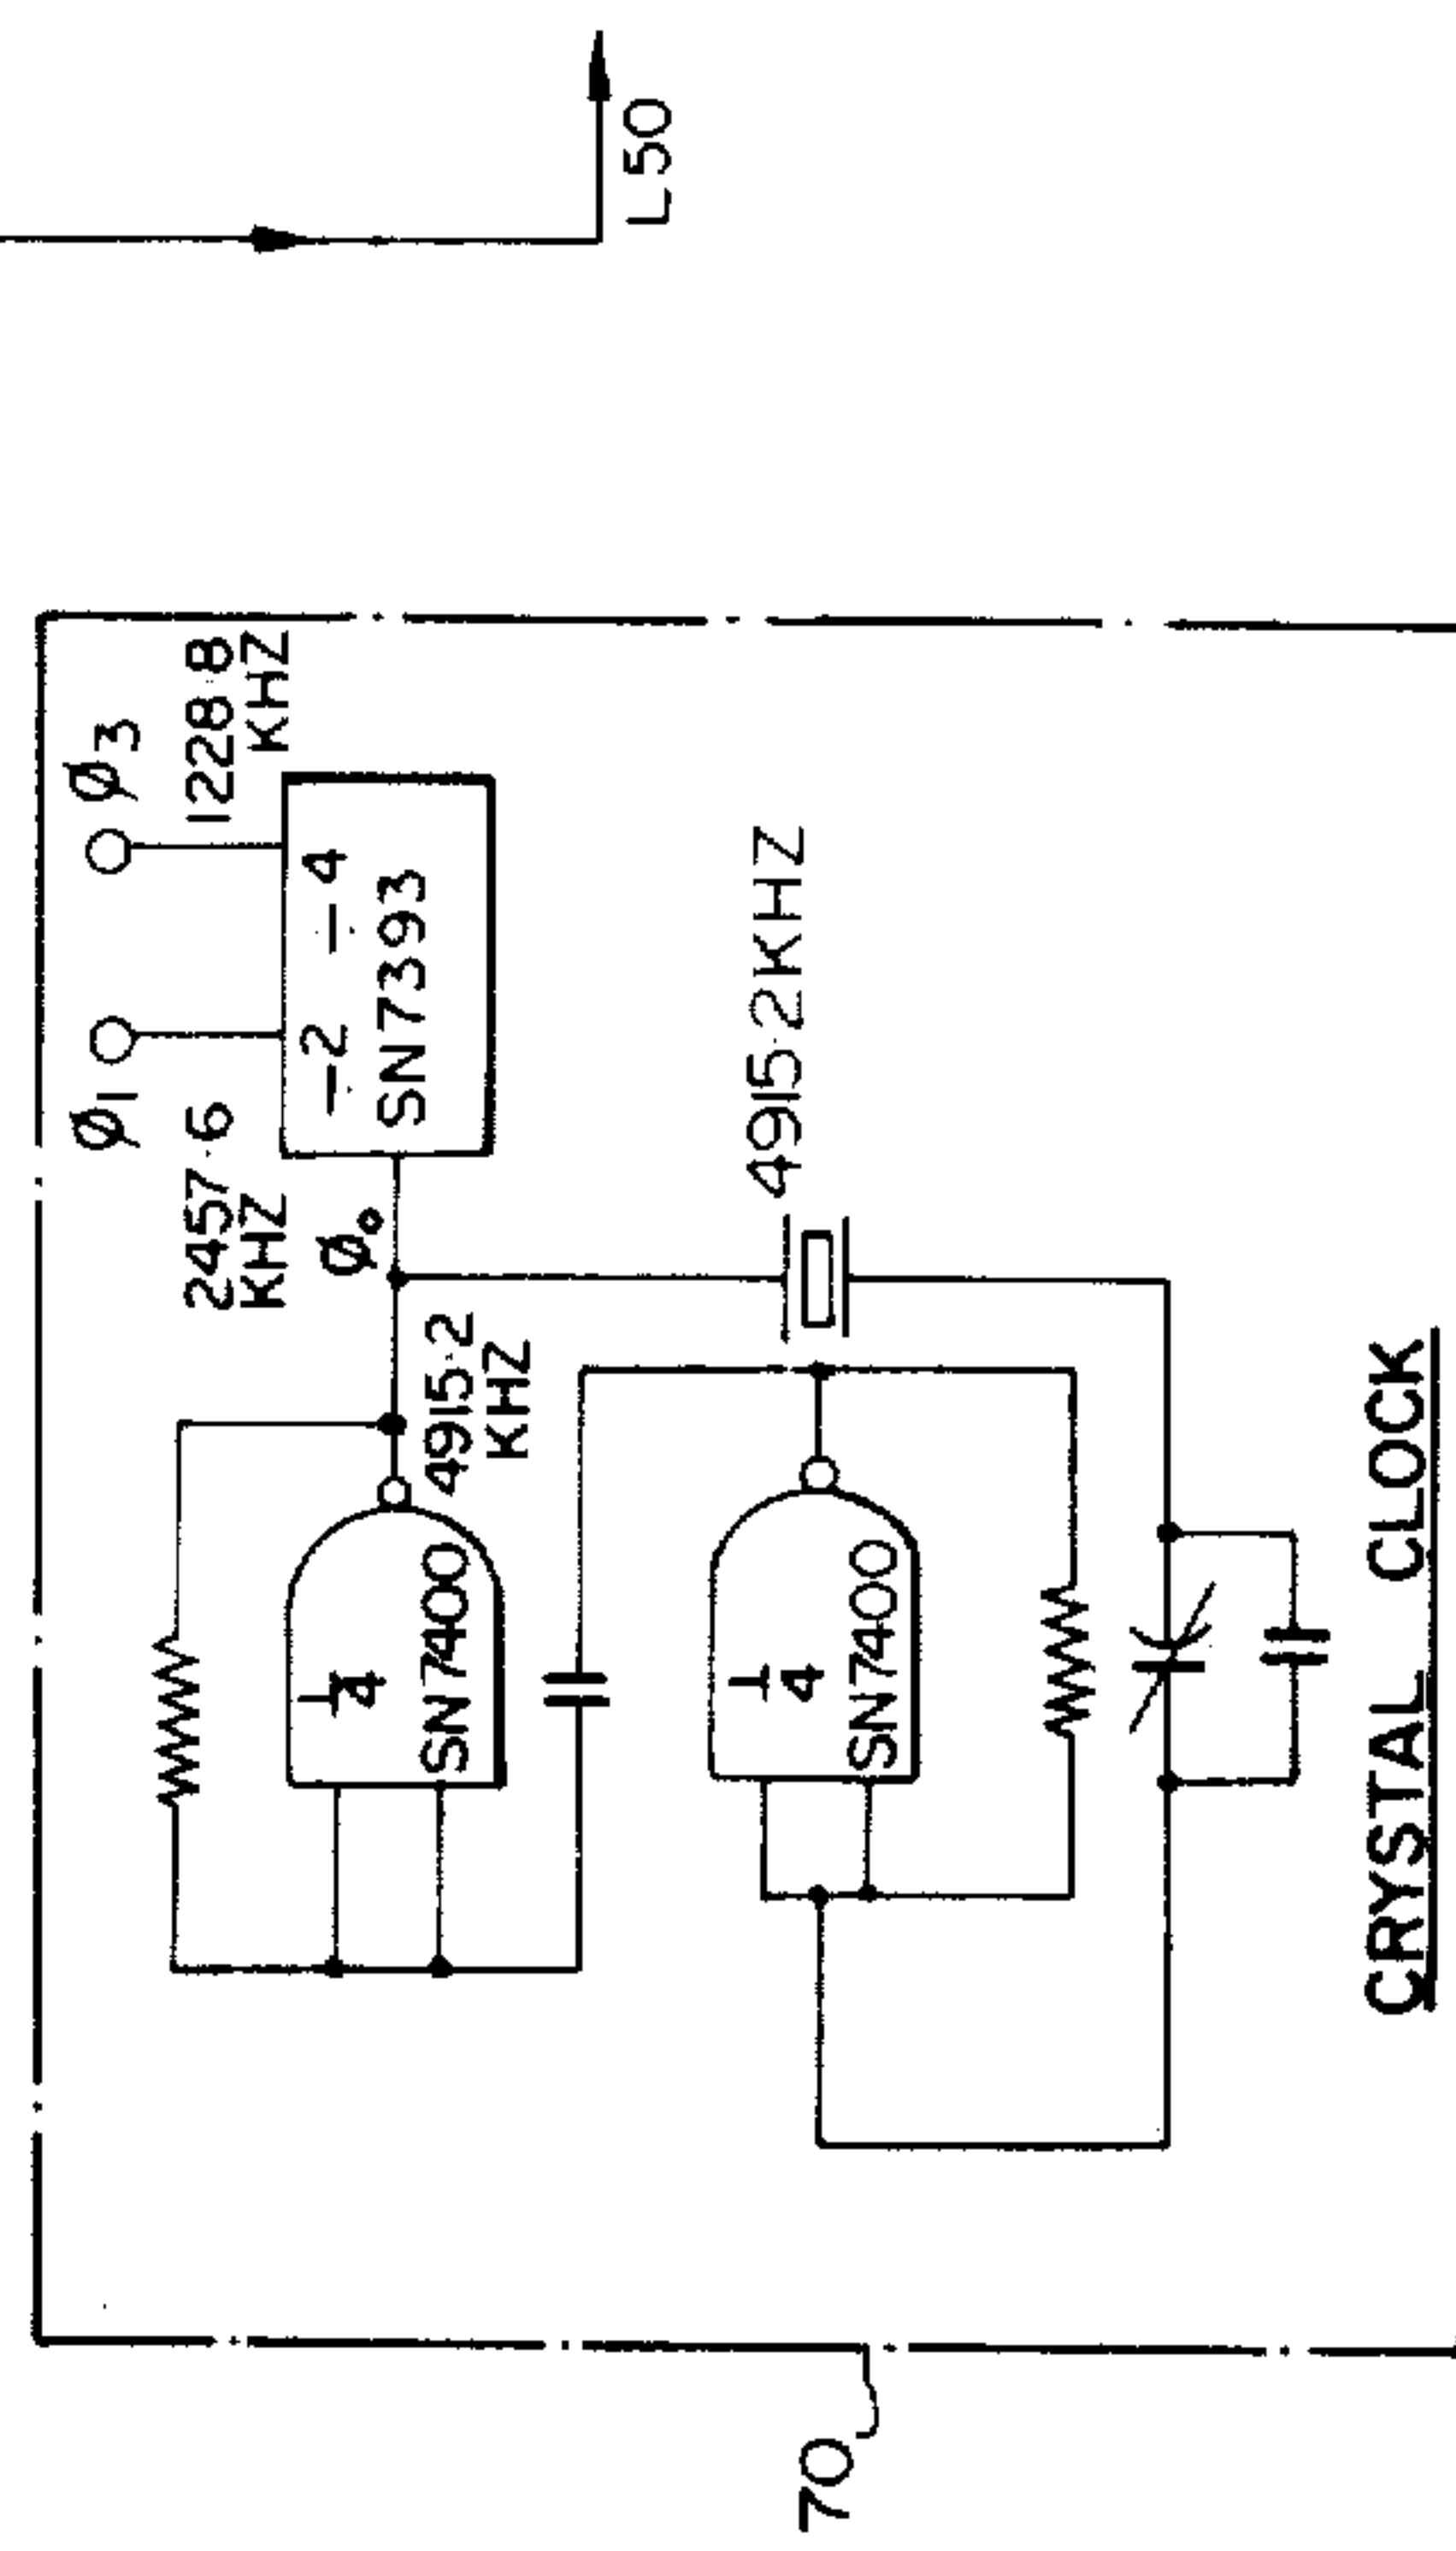 L50
Ø1
Ø3
2457.6
KHZ
1228.8
KHZ
Ø0
÷2 ÷4
SN7393
4915.2
KHZ
1
4
SN7400
4915.2KHZ
1
4
SN7400
70
CRYSTAL CLOCK